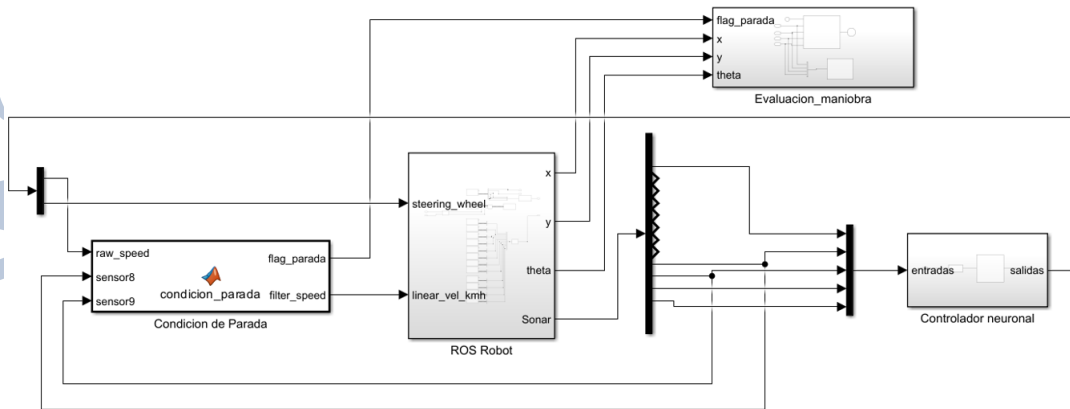 flag_parada
x
y
theta
Evaluacion_maniobra
raw_speed
sensor8
sensor9
flag_parada
filter_speed
condicion_parada
Condicion de Parada
steering_wheel
linear_vel_kmh
x
y
theta
Sonar
ROS Robot
entradas
salidas
Controlador neuronal